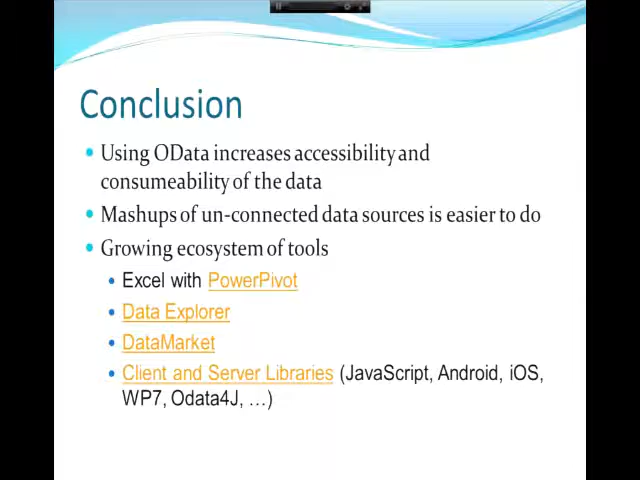 Conclusion
Using OData increases accessibility and
consumeability of the data
Mashups of un-connected data sources is easier to do
Growing ecosystem of tools
Excel with PowerPivot
Data Explorer
DataMarket
Client and Server Libraries (JavaScript, Android, iOS,
WP7, Odata4J, …)